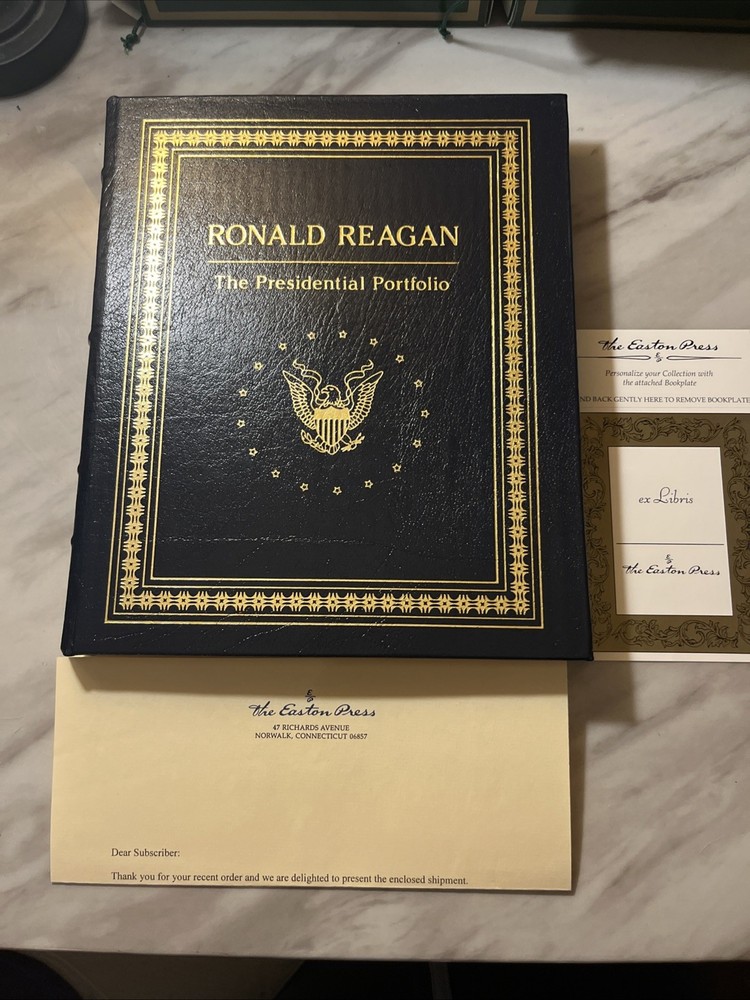 RONALD REAGAN
The Presidential Portfolio
the Easton Press
Personalize your Collection with
the attached Bookplate
ND BACK GENTLY HERE TO REMOVE BOOKPLATE
ex Libris
the Easton Press
the Easton Press
47 RICHARDS AVENUE
NORWALK, CONNECTICUT 06857
Dear Subscriber:
Thank you for your recent order and we are delighted to present the enclosed shipment.